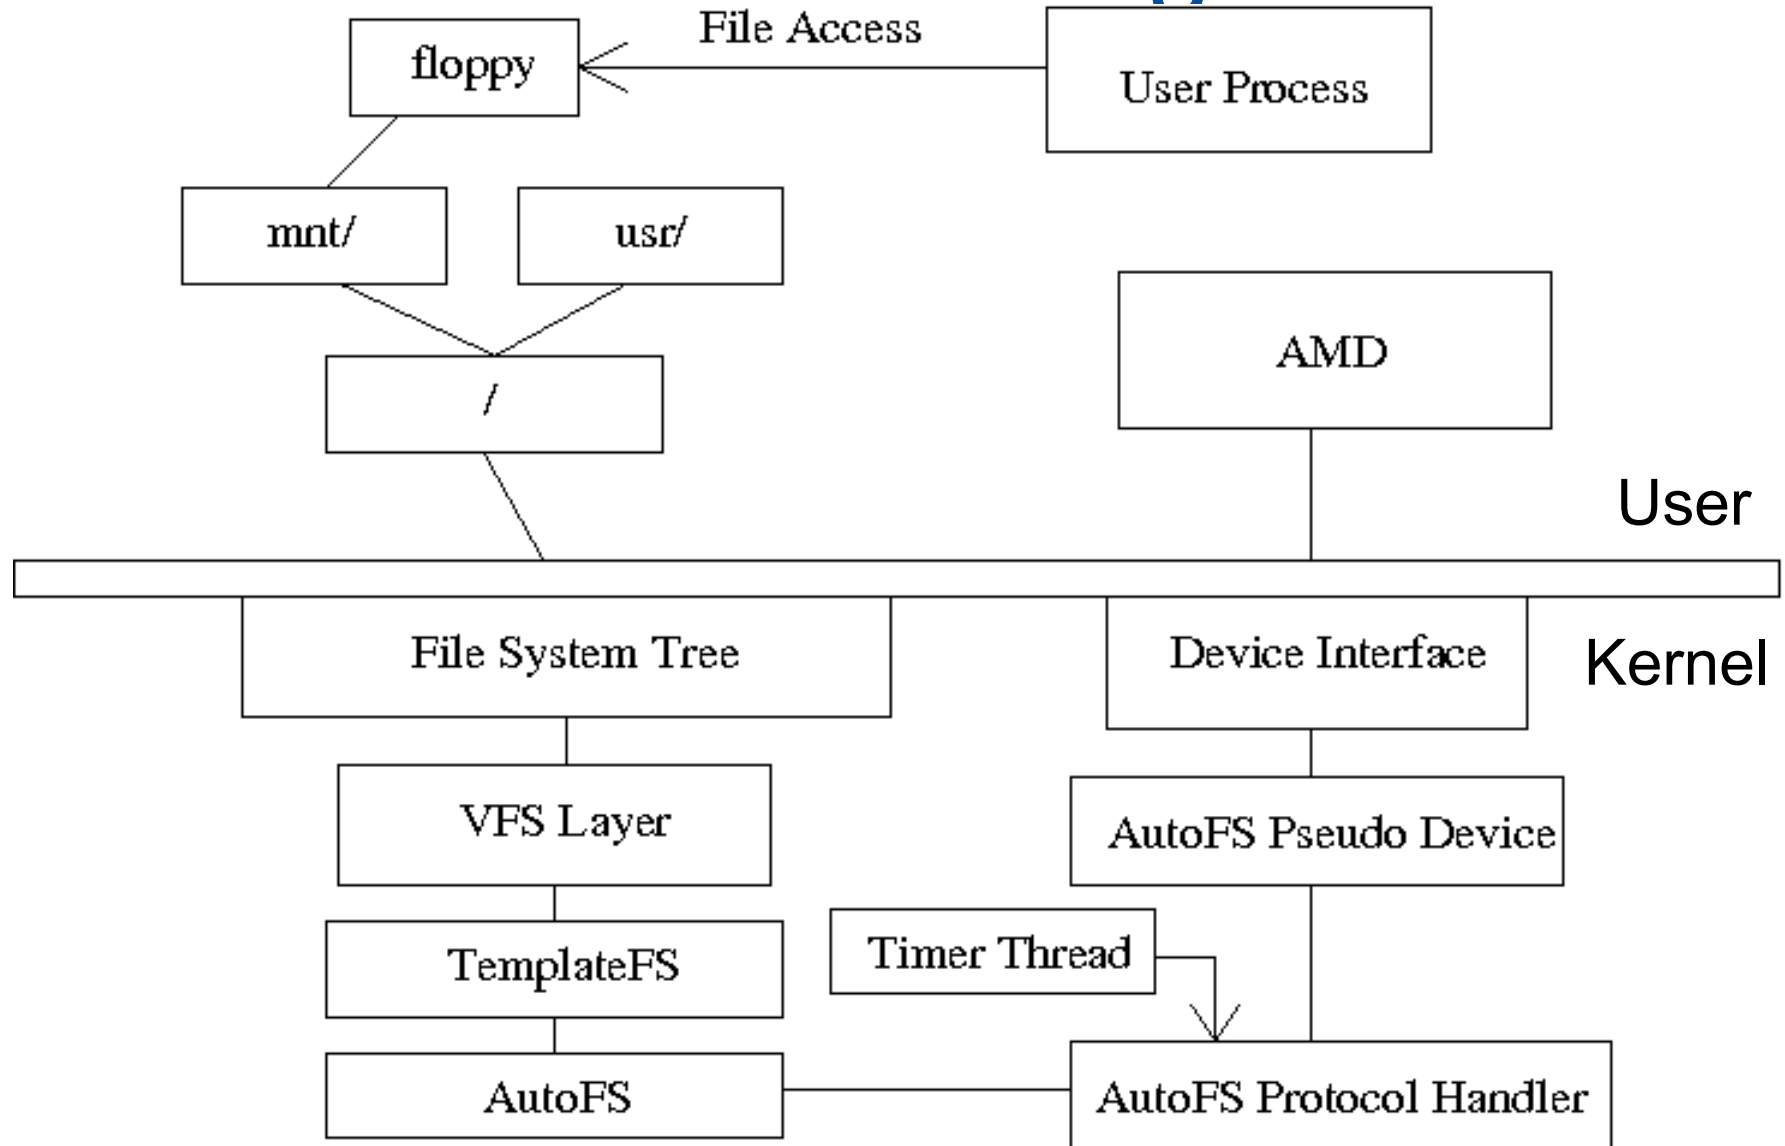 File Access
floppy
User Process
mnt/
usr/
AMD
/
User
File System Tree
Device Interface
Kernel
VFS Layer
AutoFS Pseudo Device
Timer Thread
TemplateFS
AutoFS
AutoFS Protocol Handler